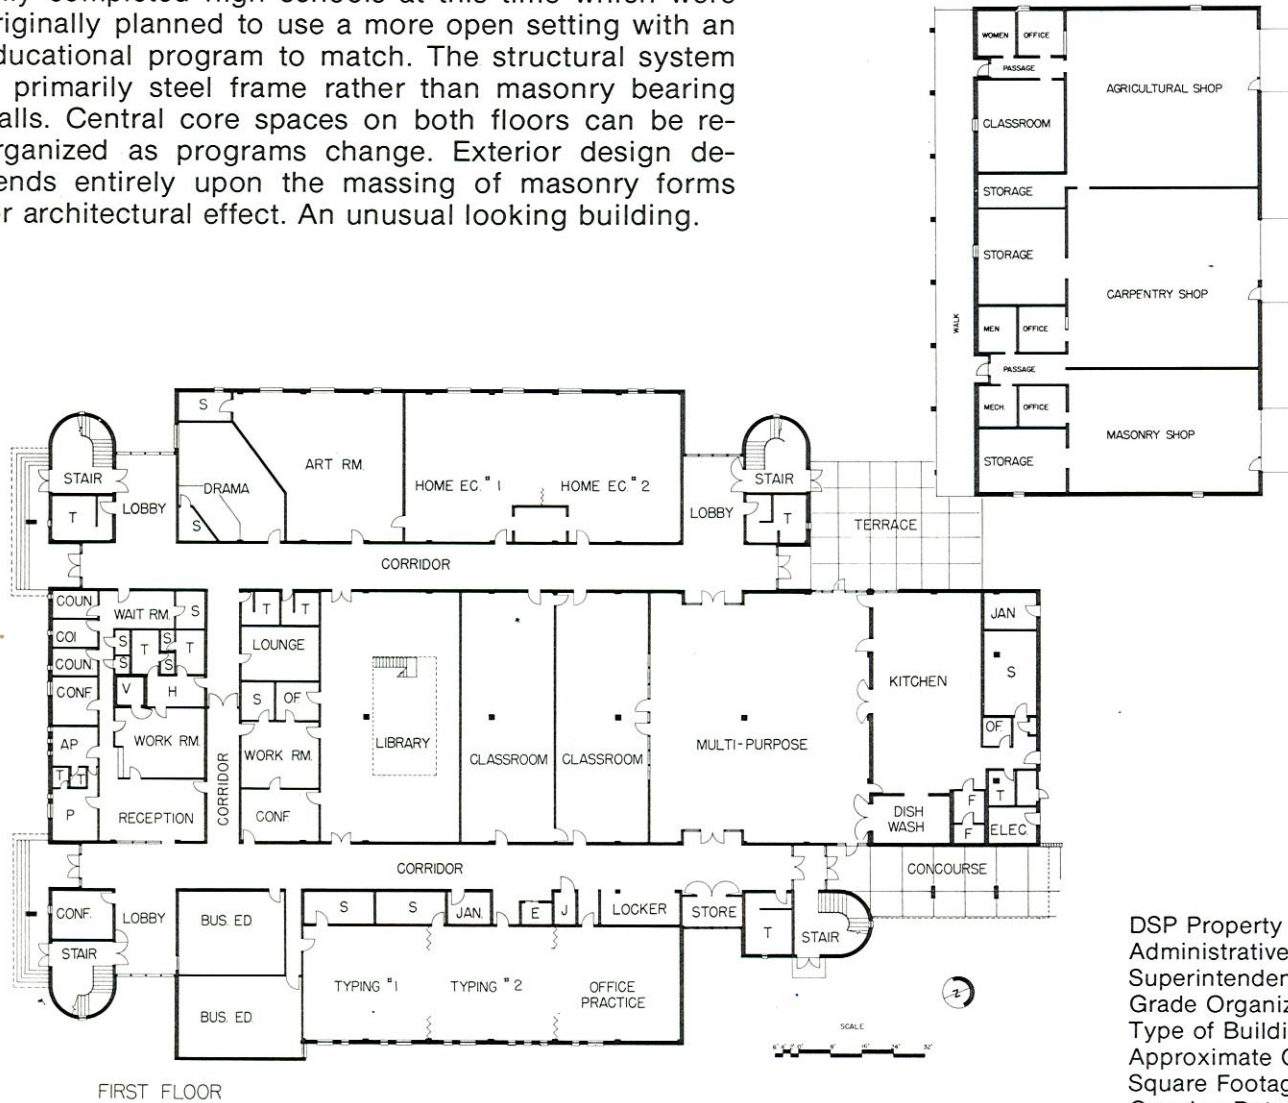 riginally planned to use a more open setting with an
ducational program to match. The structural system
primarily steel frame rather than masonry bearing
alls. Central core spaces on both floors can be re-
rganized as programs change. Exterior design de-
ends entirely upon the massing of masonry forms
r architectural effect. An unusual looking building.
WOMEN OFFICE
PASSAGE
AGRICULTURAL SHOP
CLASSROOM
STORAGE
STORAGE
CARPENTRY SHOP
WALK
MEN OFFICE
PASSAGE
MECH. OFFICE
MASONRY SHOP
STORAGE
S
ART RM.
STAIR
DRAMA
HOME EC. #1 HOME EC. #2
STAIR
T
LOBBY
S
LOBBY
T
TERRACE
CORRIDOR
COUN.
WAIT RM.
S
T T
JAN
COI
S
T
S
T
LOUNGE
COUN.
S
S
S
CONF.
V
H
S
OF
LIBRARY
KITCHEN
AP
WORK RM.
WORK RM.
CLASSROOM CLASSROOM
MULTI-PURPOSE
OF.
T T
CORRIDOR
P
RECEPTION
CONF
DISH
WASH
F
F
T
ELEC.
CORRIDOR
CONCOURSE
CONF.
LOBBY
BUS. ED.
S S JAN. E J LOCKER STORE
STAIR
T
STAIR
TYPING #1 TYPING #2 OFFICE
PRACTICE
BUS. ED.
Z
SCALE
8' 16' 24' 32'
FIRST FLOOR
DSP Property
Administrative
Superintenden
Grade Organiz
Type of Buildi
Approximate
Square Footag